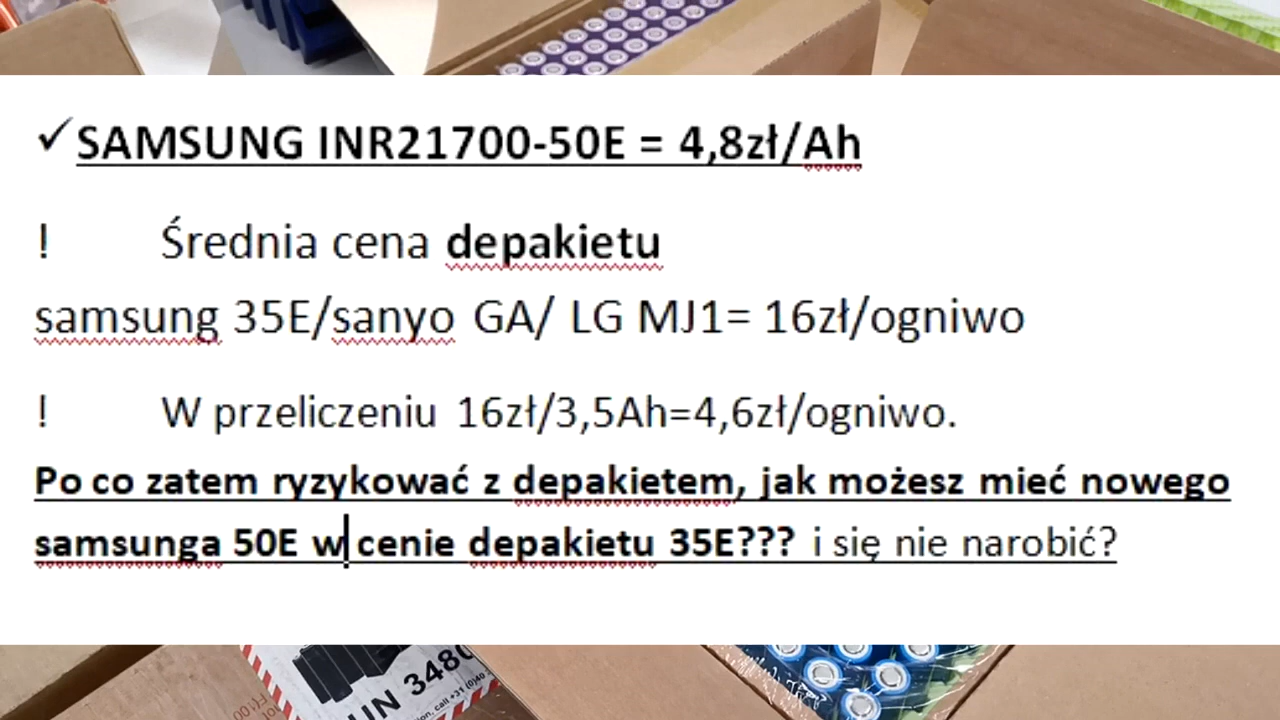 ✓SAMSUNG INR21700-50E = 4,8zł/Ah
! Średnia cena depakietu
samsung 35E/sanyo GA/ LG MJ1= 16zł/ogniwo
! W przeliczeniu 16zł/3,5Ah=4,6zł/ogniwo.
Po co zatem ryzykować z depakietem, jak możesz mieć nowego
samsunga 50E w cenie depakietu 35E??? i się nie narobić?
UN 3480